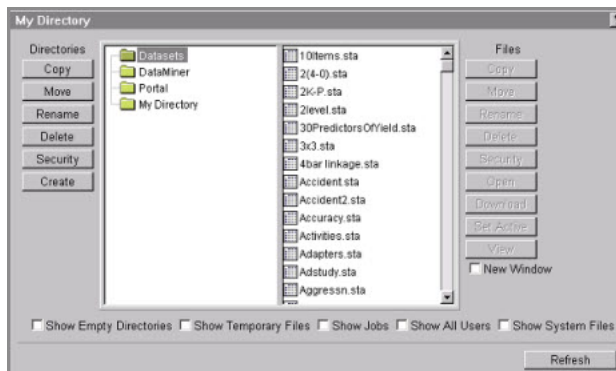 My Directory
Directories
Copy
Move
Rename
Delete
Security
Create
Datasets
DataMiner
Portal
My Directory
10Items.sta
2(4-0).sta
2K-P.sta
2level.sta
30PredictorsOfYield.sta
3x3.sta
4bar linkage.sta
Accident.sta
Accident2.sta
Accuracy.sta
Activities.sta
Adapters.sta
Adstudy.sta
Aggressn.sta
Files
Copy
Move
Rename
Delete
Security
Open
Download
Set Active
View
New Window
Show Empty Directories Show Temporary Files Show Jobs Show All Users Show System Files
Refresh